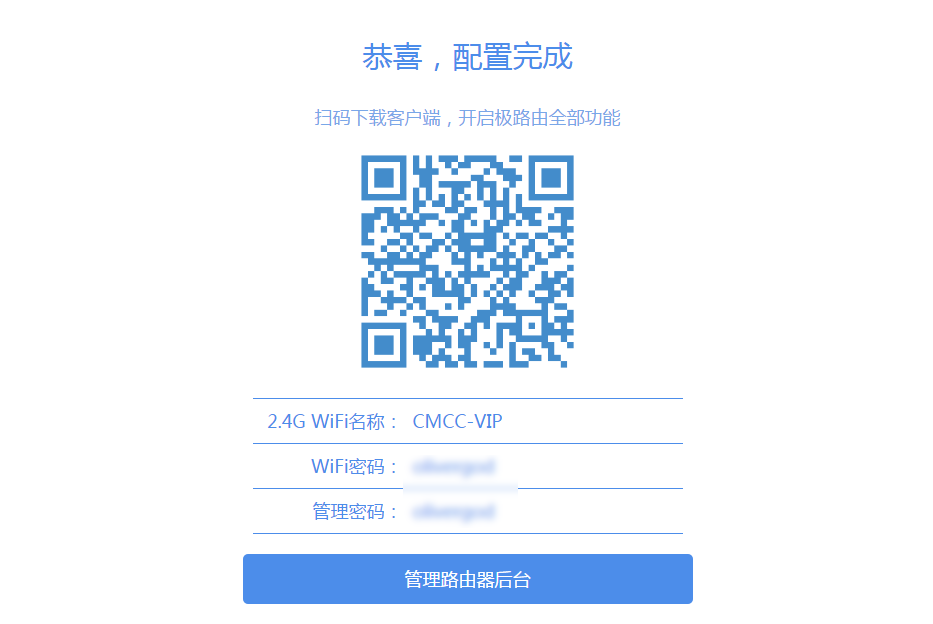 恭喜，配置完成
扫码下载客户端，开启极路由全部功能
2.4G WiFi名称： CMCC-VIP
WiFi密码：
管理密码：
管理路由器后台